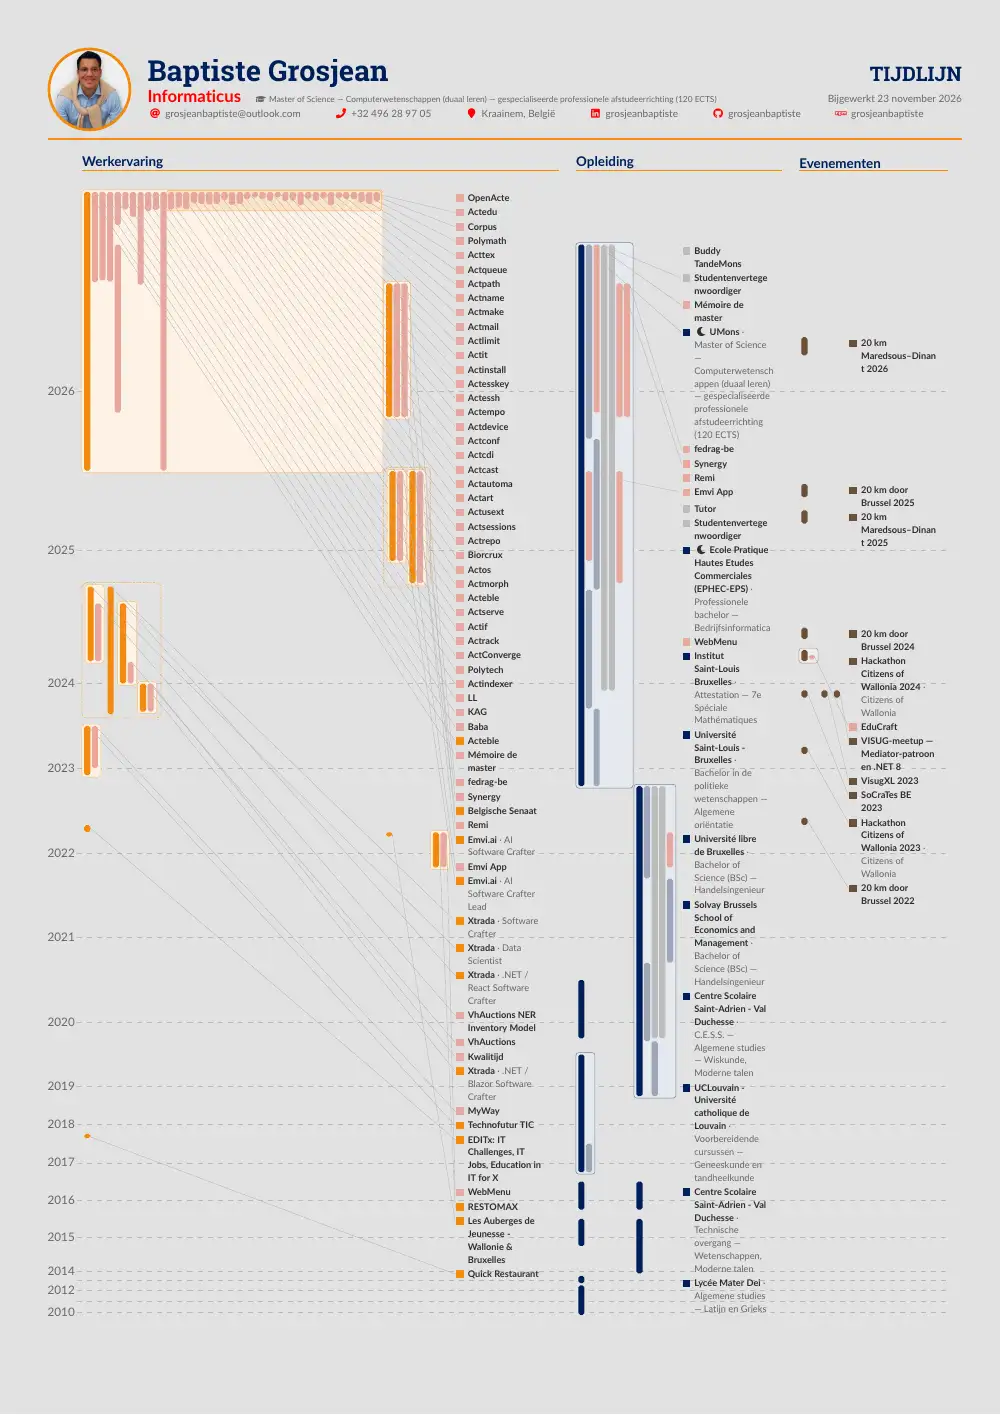 Baptiste Grosjean
TIJDLIJN
Informaticus
Master of Science — Computerwetenschappen (duaal leren) — gespecialiseerde professionele afstudeerrichting (120 ECTS)
Bijgewerkt 23 november 2026
grosjeanbaptiste@outlook.com
+32 496 28 97 05
Kraainem, België
grosjeanbaptiste
grosjeanbaptiste
grosjeanbaptiste
Werkervaring
Opleiding
Evenementen
2026
2025
2024
2023
2022
2021
2020
2019
2018
2017
2016
2015
2014
2012
2010
OpenActe
Actedu
Corpus
Polymath
Acttex
Actqueue
Actpath
Actname
Actmake
Actmail
Actlimit
Actit
Actinstall
Actesskey
Actessh
Actempo
Actdevice
Actconf
Actcdi
Actcast
Actautoma
Actart
Actusext
Actsessions
Actrepo
Biorcrux
Actos
Actmorph
Acteble
Actserve
Actif
Actrack
ActConverge
Polytech
Actindexer
LL
KAG
Baba
Acteble
Mémoire de
master
fedrag-be
Synergy
Belgische Senaat
Remi
Emvi.ai · AI
Software Crafter
Emvi App
Emvi.ai · AI
Software Crafter
Lead
Xtrada · Software
Crafter
Xtrada · Data
Scientist
Xtrada · .NET /
React Software
Crafter
VhAuctions NER
Inventory Model
VhAuctions
Kwalitijd
Xtrada · .NET /
Blazor Software
Crafter
MyWay
Technofutur TIC
EDITx: IT
Challenges, IT
Jobs, Education in
IT for X
WebMenu
RESTOMAX
Les Auberges de
Jeunesse -
Wallonie &
Bruxelles
Quick Restaurant
Buddy
TandeMons
Studentenvertege
nwoordiger
Mémoire de
master
UMons ·
Master of Science
—
Computerwetensch
appen (duaal leren)
— gespecialiseerde
professionele
afstudeerrichting
(120 ECTS)
fedrag-be
Synergy
Remi
Emvi App
Tutor
Studentenvertege
nwoordiger
Ecole Pratique
Hautes Etudes
Commerciales
(EPHEC-EPS) ·
Professionele
bachelor —
Bedrijfsinformatica
WebMenu
Institut
Saint-Louis
Bruxelles ·
Attestation — 7e
Spéciale
Mathématiques
Université
Saint-Louis -
Bruxelles ·
Bachelor in de
politieke
wetenschappen —
Algemene
oriëntatie
Université libre
de Bruxelles ·
Bachelor of
Science (BSc) —
Handelsingenieur
Solvay Brussels
School of
Economics and
Management ·
Bachelor of
Science (BSc) —
Handelsingenieur
Centre Scolaire
Saint-Adrien - Val
Duchesse ·
C.E.S.S. —
Algemene studies
— Wiskunde,
Moderne talen
UCLouvain -
Université
catholique de
Louvain ·
Voorbereidende
cursussen —
Geneeskunde en
tandheelkunde
Centre Scolaire
Saint-Adrien - Val
Duchesse ·
Technische
overgang —
Wetenschappen,
Moderne talen
Lycée Mater Dei ·
Algemene studies
— Latijn en Grieks
20 km
Maredsous–Dinan
t 2026
20 km door
Brussel 2025
20 km
Maredsous–Dinan
t 2025
20 km door
Brussel 2024
Hackathon
Citizens of
Wallonia 2024 ·
Citizens of
Wallonia
EduCraft
VISUG-meetup —
Mediator-patroon
en .NET 8
VisugXL 2023
SoCraTes BE
2023
Hackathon
Citizens of
Wallonia 2023 ·
Citizens of
Wallonia
20 km door
Brussel 2022